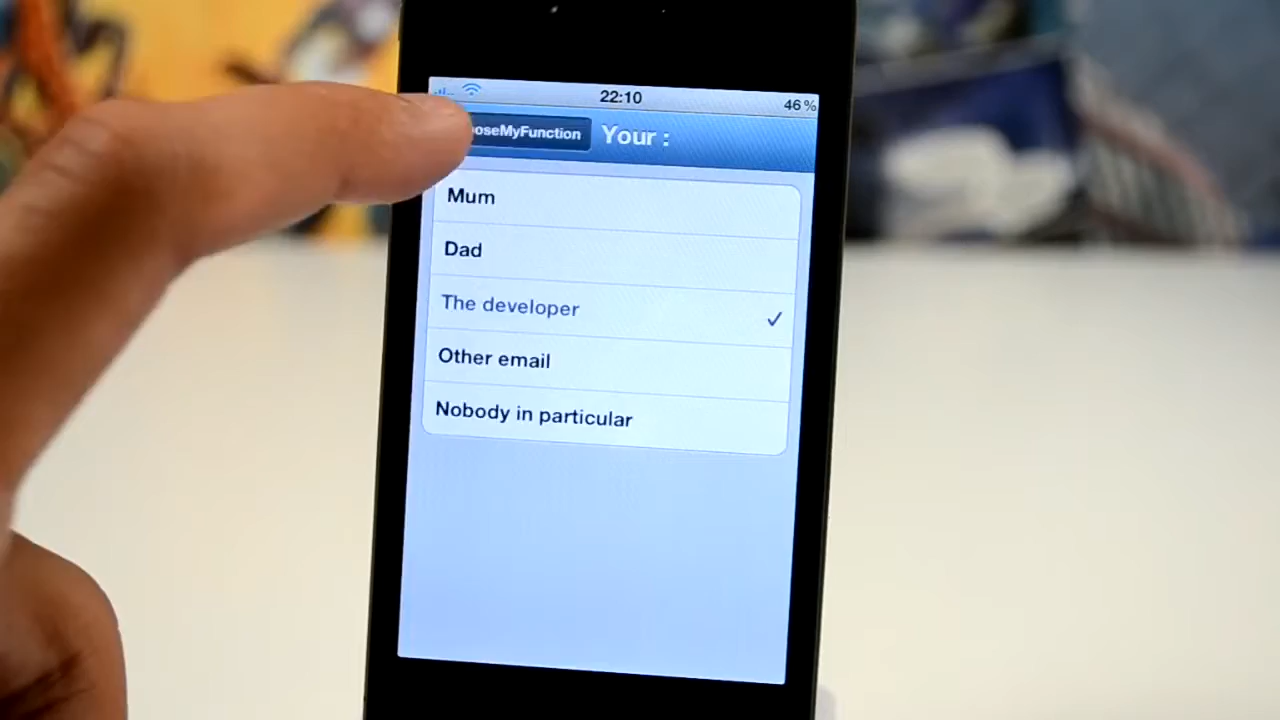 22:10
46%
oseMyFunction
Your :
Mum
Dad
The developer
Other email
Nobody in particular